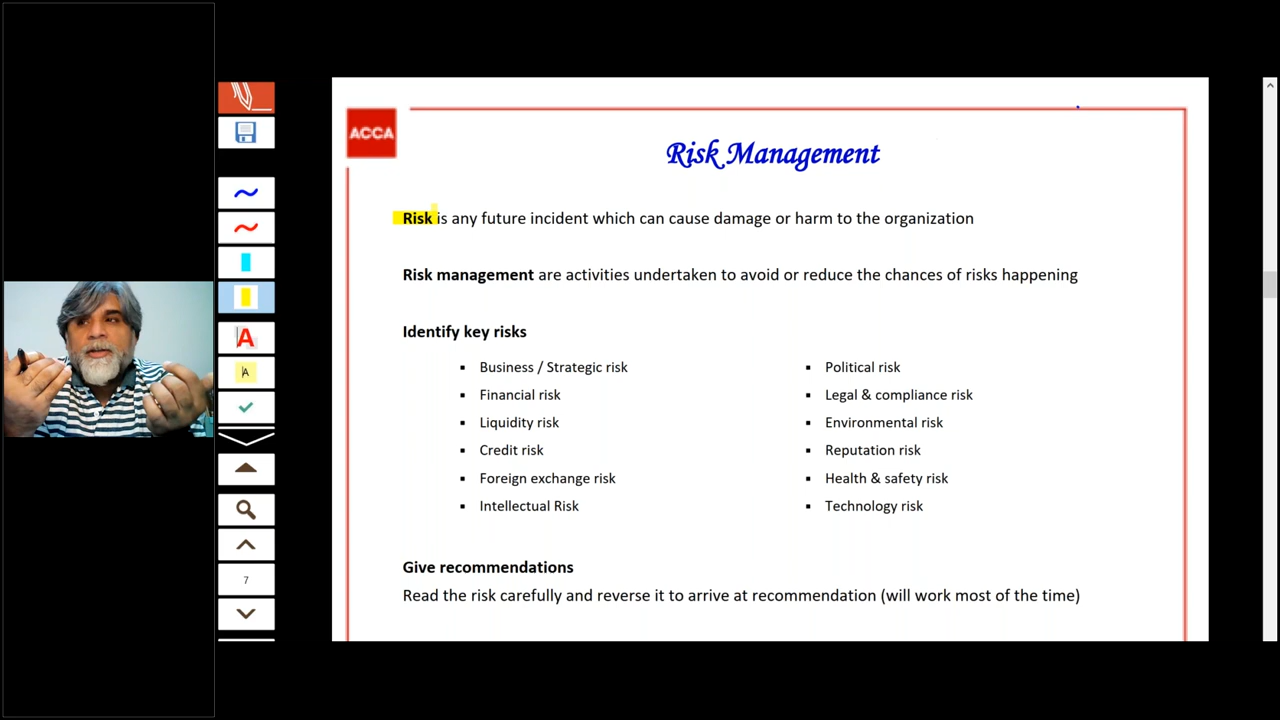 ACCA
Risk Management
Risk is any future incident which can cause damage or harm to the organization
Risk management are activities undertaken to avoid or reduce the chances of risks happening
Identify key risks
▪ Business / Strategic risk
▪ Financial risk
▪ Liquidity risk
▪ Credit risk
▪ Foreign exchange risk
▪ Intellectual Risk
▪ Political risk
▪ Legal & compliance risk
▪ Environmental risk
▪ Reputation risk
▪ Health & safety risk
▪ Technology risk
Give recommendations
Read the risk carefully and reverse it to arrive at recommendation (will work most of the time)
A
A
7